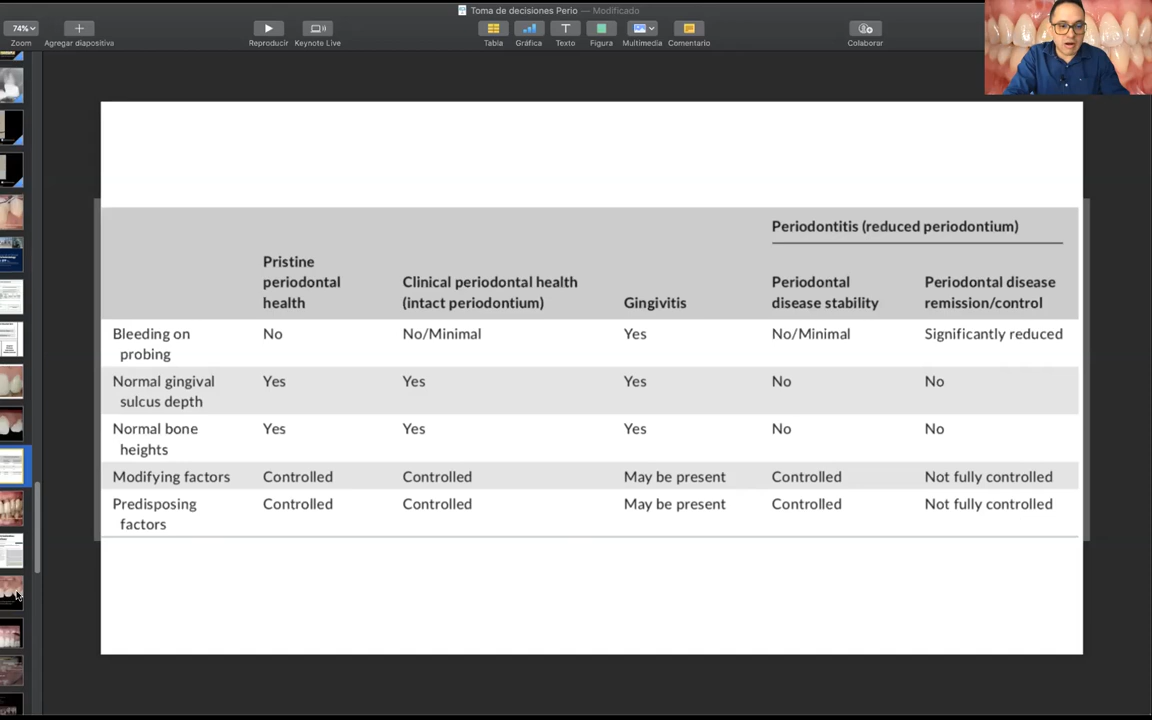 Toma de decisiones Perio — Modificado
74%
Zoom
Agregar diapositiva
Reproducir
Keynote Live
Tabla
Gráfica
Texto
Figura
Multimedia
Comentario
Colaborar
Periodontitis (reduced periodontium)
Pristine
periodontal
health
Clinical periodontal health
(intact periodontium)
Gingivitis
Periodontal
disease stability
Periodontal disease
remission/control
Bleeding on
probing
No
No/Minimal
Yes
No/Minimal
Significantly reduced
Normal gingival
sulcus depth
Yes
Yes
Yes
No
No
Normal bone
heights
Yes
Yes
Yes
No
No
Modifying factors
Controlled
Controlled
May be present
Controlled
Not fully controlled
Predisposing
factors
Controlled
Controlled
May be present
Controlled
Not fully controlled